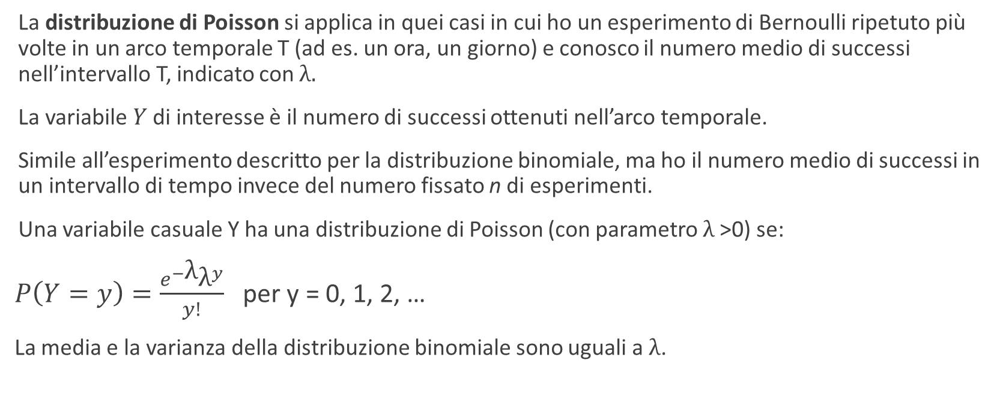 La distribuzione di Poisson si applica in quei casi in cui ho un esperimento di Bernoulli ripetuto più
volte in un arco temporale T (ad es. un ora, un giorno) e conosco il numero medio di successi
nell’intervallo T, indicato con λ.
La variabile Y di interesse è il numero di successi ottenuti nell’arco temporale.
Simile all’esperimento descritto per la distribuzione binomiale, ma ho il numero medio di successi in
un intervallo di tempo invece del numero fissato n di esperimenti.
Una variabile casuale Y ha una distribuzione di Poisson (con parametro λ >0) se:
P(Y = y) = e^{−λ}λ^y / y! per y = 0, 1, 2, ...
La media e la varianza della distribuzione binomiale sono uguali a λ.